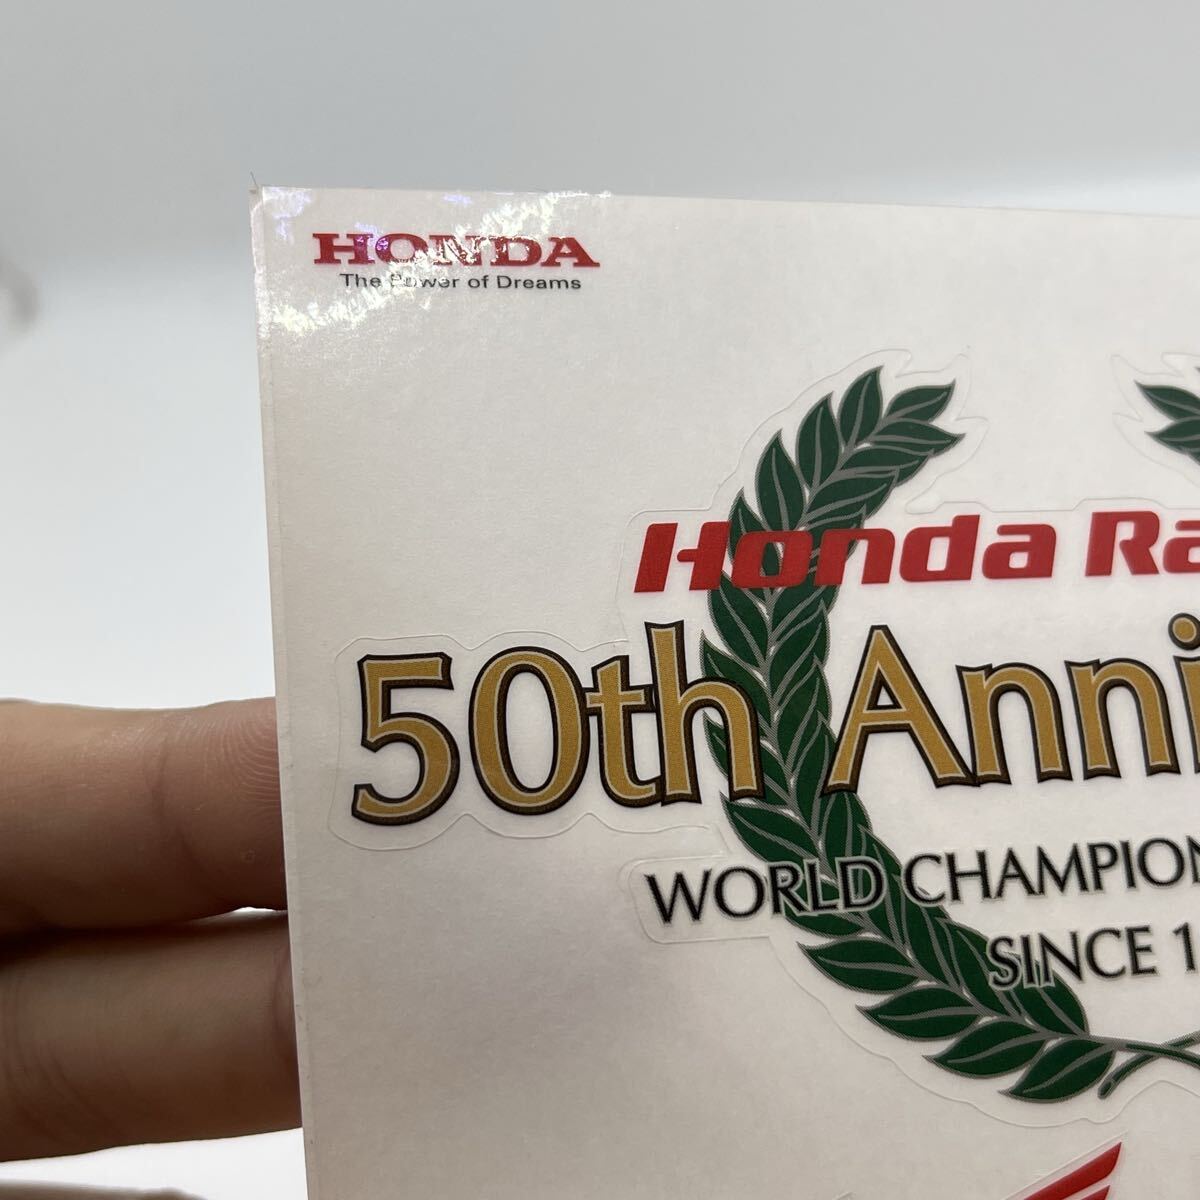 HONDA
The Power of Dreams
Honda Ra
50th Anni
WORLD CHAMPION
SINCE 1